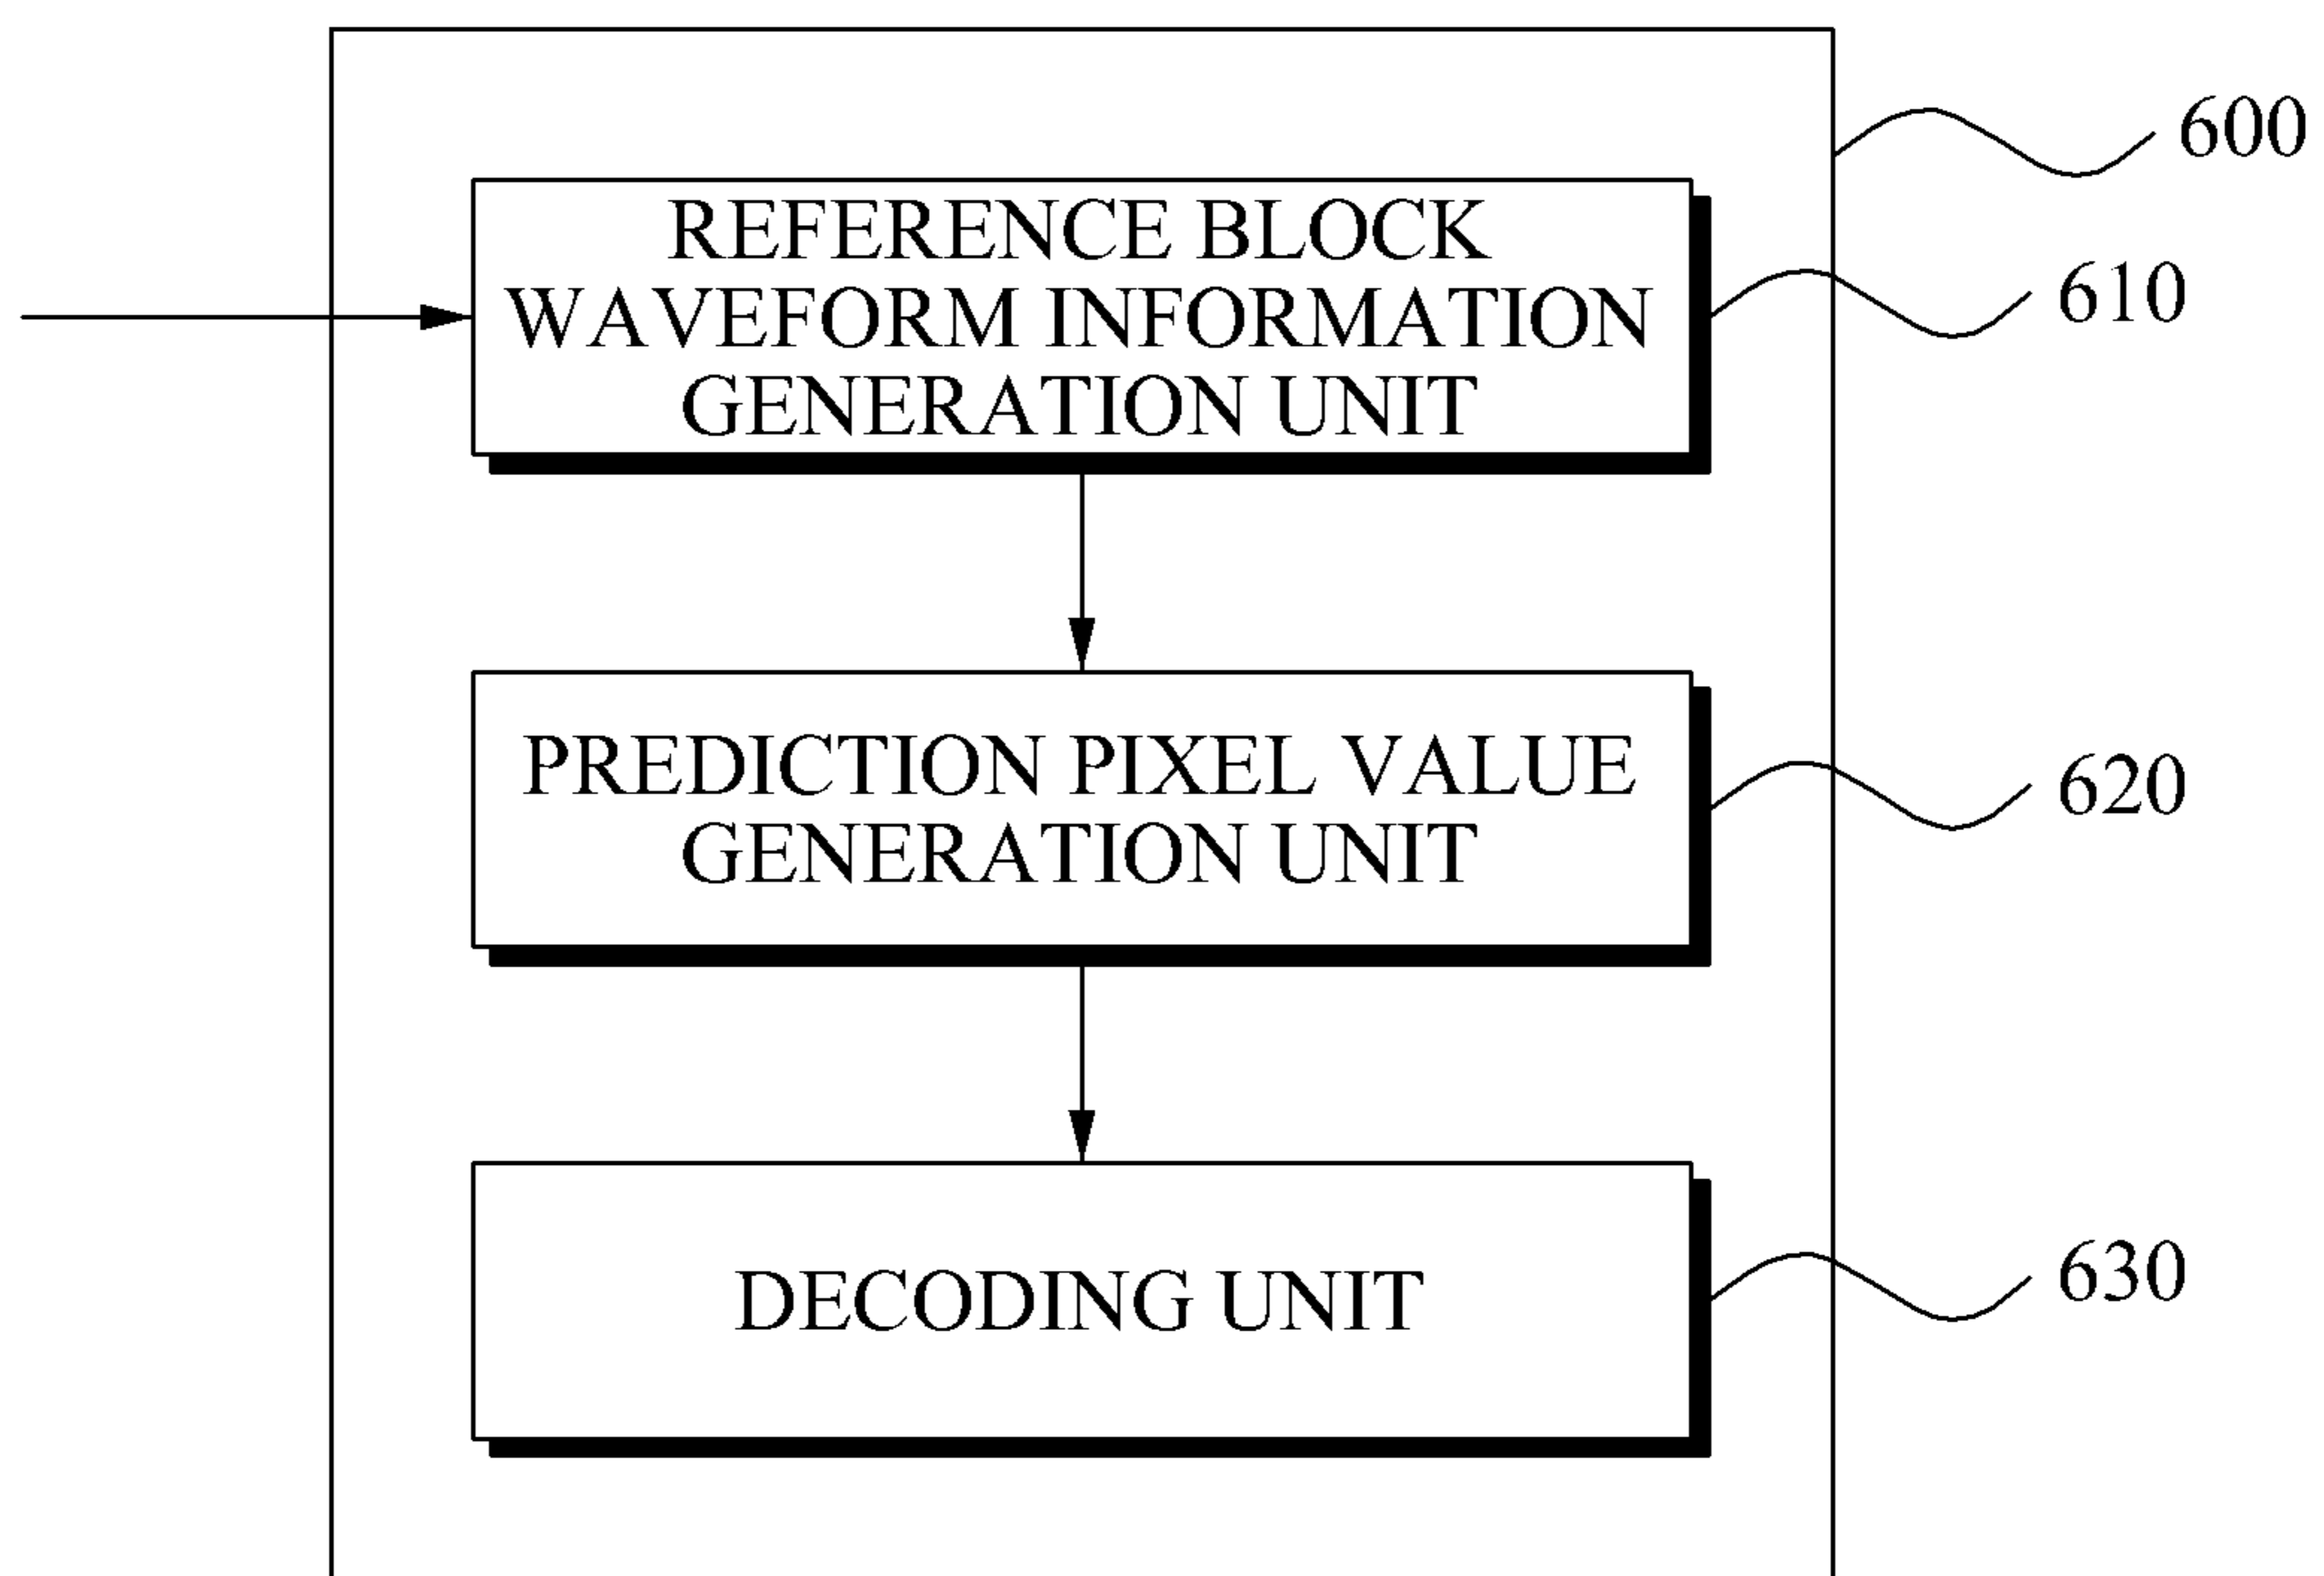 600
REFERENCE BLOCK
WAVEFORM INFORMATION
GENERATION UNIT
610
PREDICTION PIXEL VALUE
GENERATION UNIT
620
DECODING UNIT
630